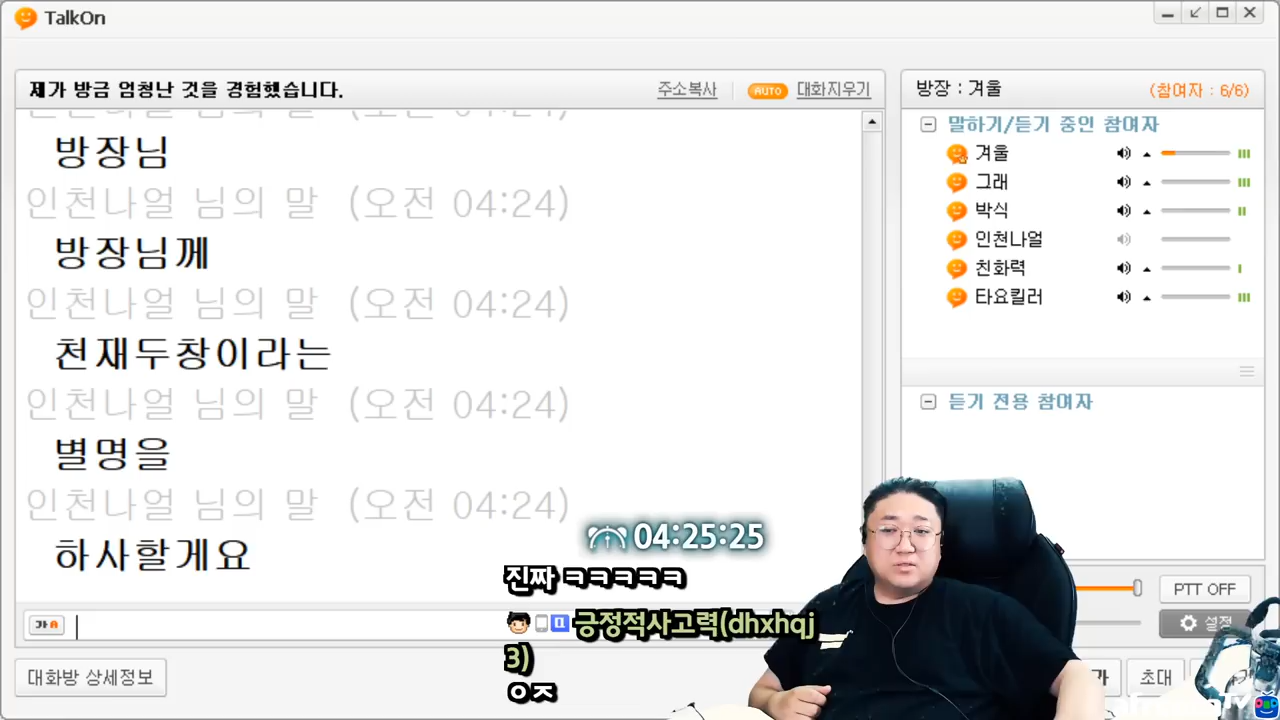 TalkOn
제가 방금 엄청난 것을 경험했습니다.
주소복사
AUTO
대화지우기
방장님
인천나얼 님의 말 (오전 04:24)
방장님께
인천나얼 님의 말 (오전 04:24)
천재두창이라는
인천나얼 님의 말 (오전 04:24)
별명을
인천나얼 님의 말 (오전 04:24)
하사할게요
가A
대화방 상세정보
방장 : 겨울
(참여자 : 6/6)
말하기/듣기 중인 참여자
겨울
그래
박식
인천나얼
친화력
타요킬러
듣기 전용 참여자
PTT OFF
설정
초대
04:25:25
진짜 ㅋㅋㅋㅋㅋ
긍정적사고력(dhxhqj
3)
ㅇㅈ